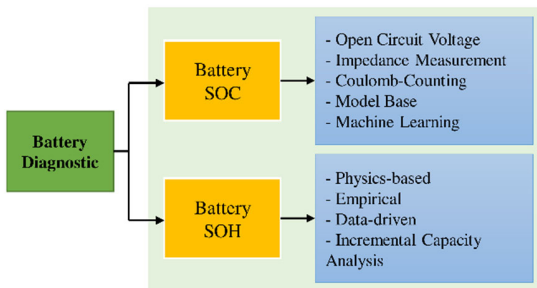 Battery
Diagnostic
Battery
SOC
- Open Circuit Voltage
- Impedance Measurement
- Coulomb-Counting
- Model Base
- Machine Learning
Battery
SOH
- Physics-based
- Empirical
- Data-driven
- Incremental Capacity
Analysis